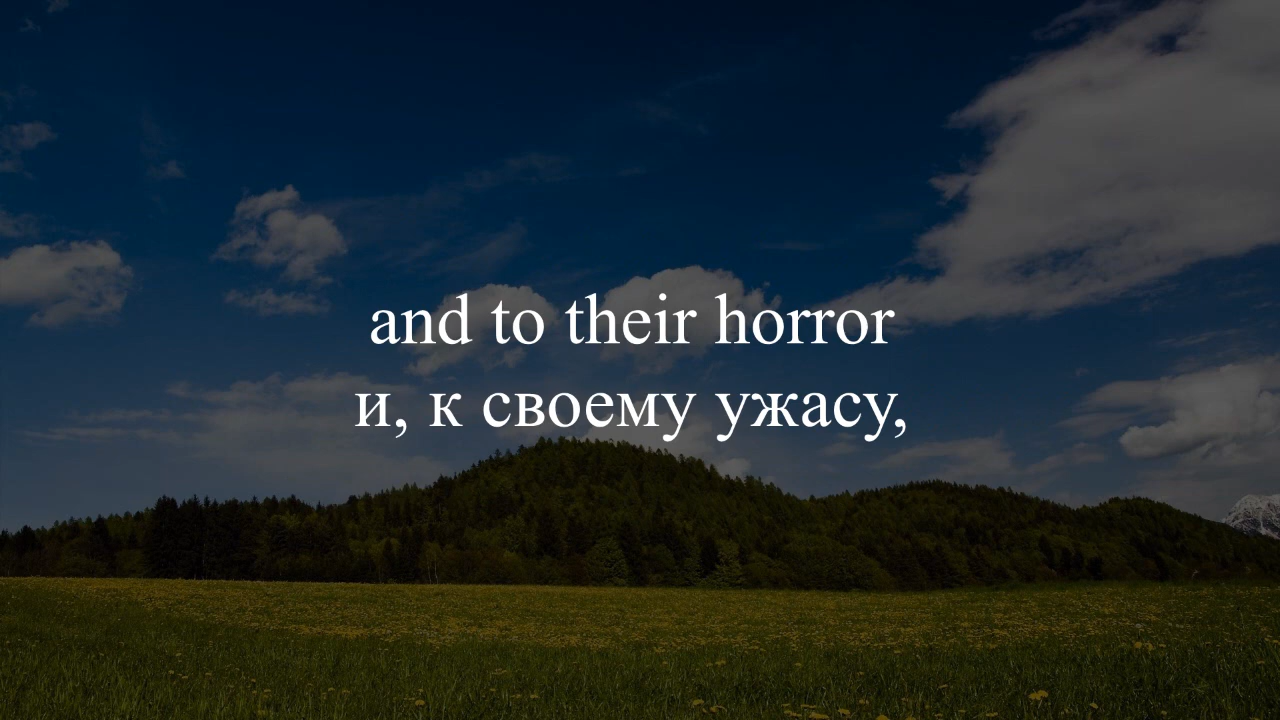 and to their horror
и, к своему ужасу,